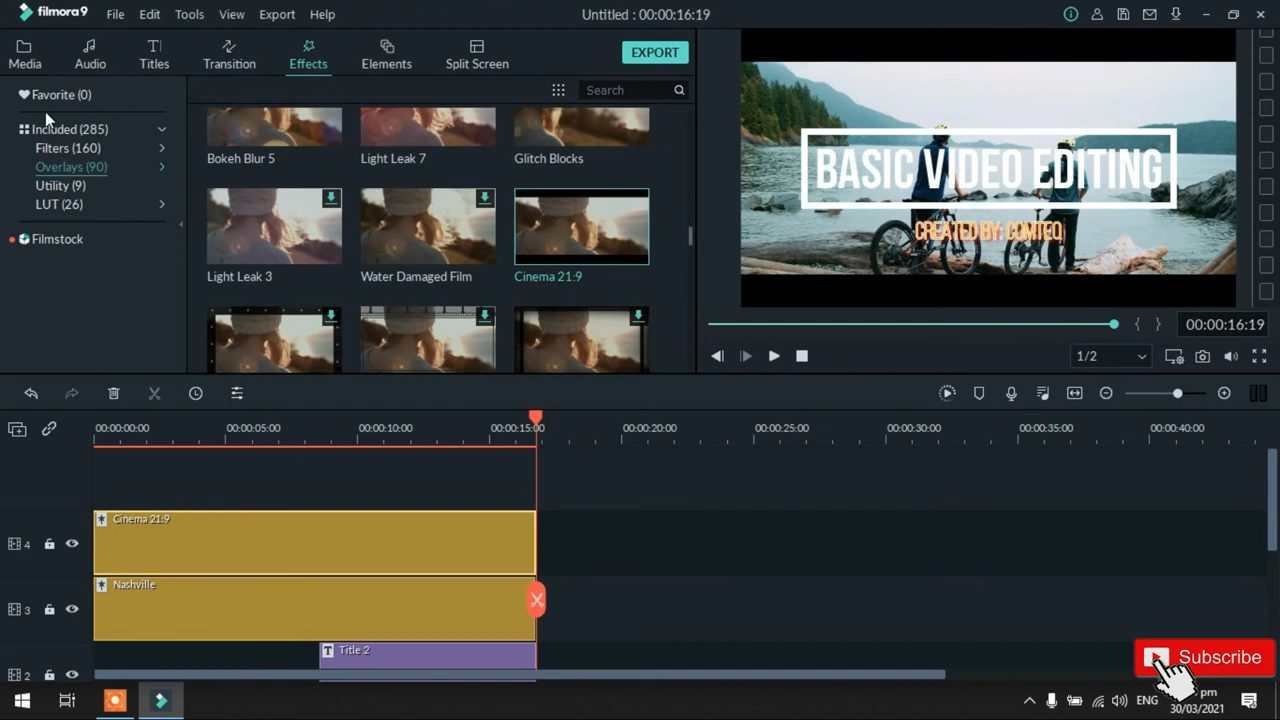 filmora9 File Edit Tools View Export Help Untitled : 00:00:16:19
Media Audio Titles Transition Effects Elements Split Screen EXPORT
Favorite (0)
Included (285)
Filters (160)
Overlays (90)
Utility (9)
LUT (26)
Filmstock
Search
Bokeh Blur 5 Light Leak 7 Glitch Blocks
Light Leak 3 Water Damaged Film Cinema 21:9
BASIC VIDEO EDITING
CREATED BY: COMTEQ
00:00:16:19
1/2
00:00:00:00 00:00:05:00 00:00:10:00 00:00:15:00 00:00:20:00 00:00:25:00 00:00:30:00 00:00:35:00 00:00:40:00
Cinema 21:9
4
Nashville
3
Title 2
2
Subscribe
ENG
pm
30/03/2021